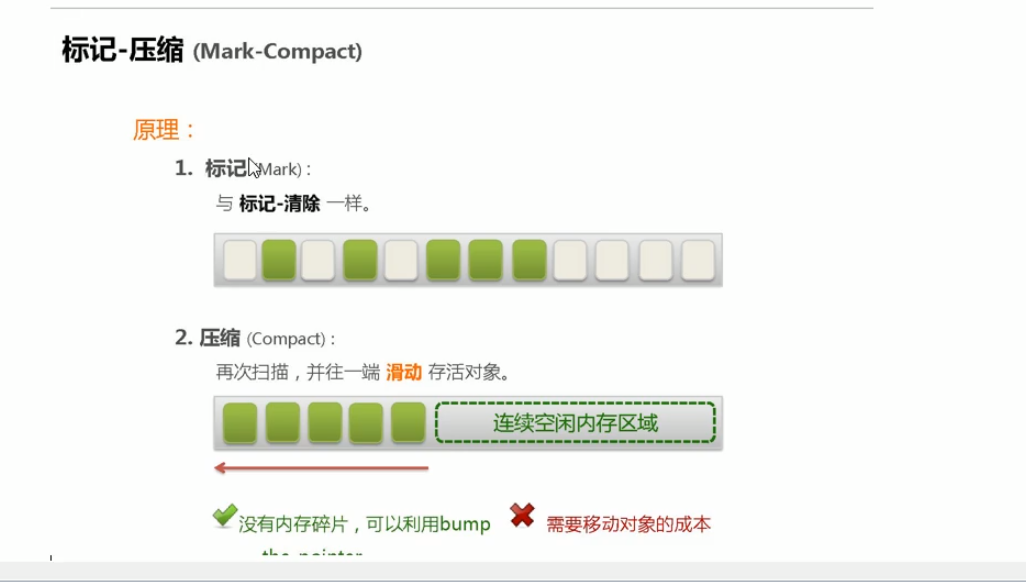 标记-压缩 (Mark-Compact)
原理：
1. 标记(Mark)：
与 标记-清除 一样。
2. 压缩 (Compact)：
再次扫描，并往一端 滑动 存活对象。
连续空闲内存区域
没有内存碎片，可以利用bump 需要移动对象的成本
the-pointer